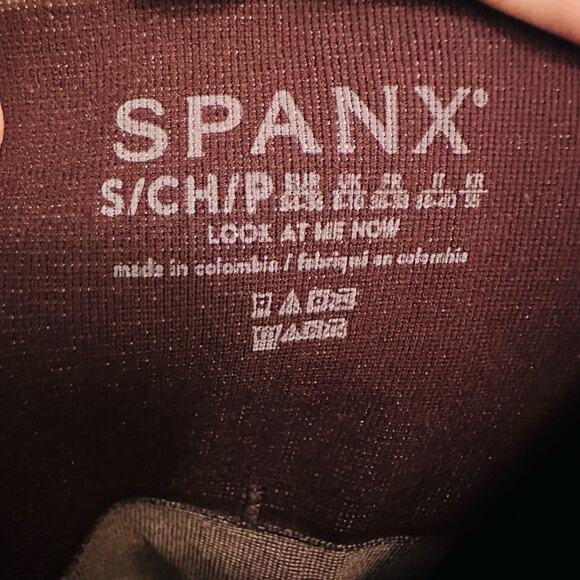 SPANX®
S/CH/P
LOOK AT ME NOW
made in colombia / fabriqué en colombie